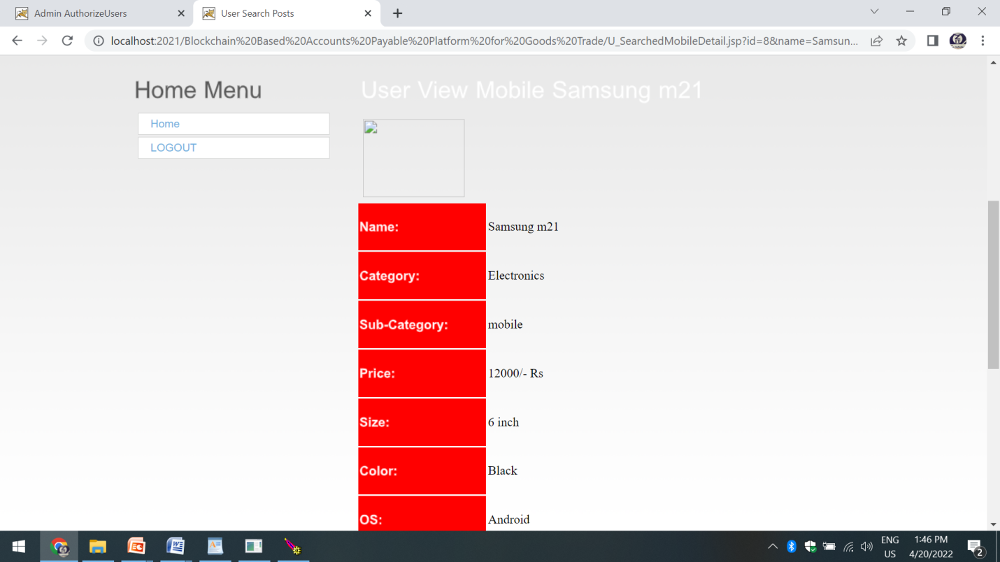 Admin AuthorizeUsers
User Search Posts
localhost:2021/Blockchain%20Based%20Accounts%20Payable%20Platform%20for%20Goods%20Trade/U_SearchedMobileDetail.jsp?id=8&name=Samsun...
Home Menu
User View Mobile Samsung m21
Home
LOGOUT
Name: Samsung m21
Category: Electronics
Sub-Category: mobile
Price: 12000/- Rs
Size: 6 inch
Color: Black
OS: Android
ENG
US
1:46 PM
4/20/2022
2